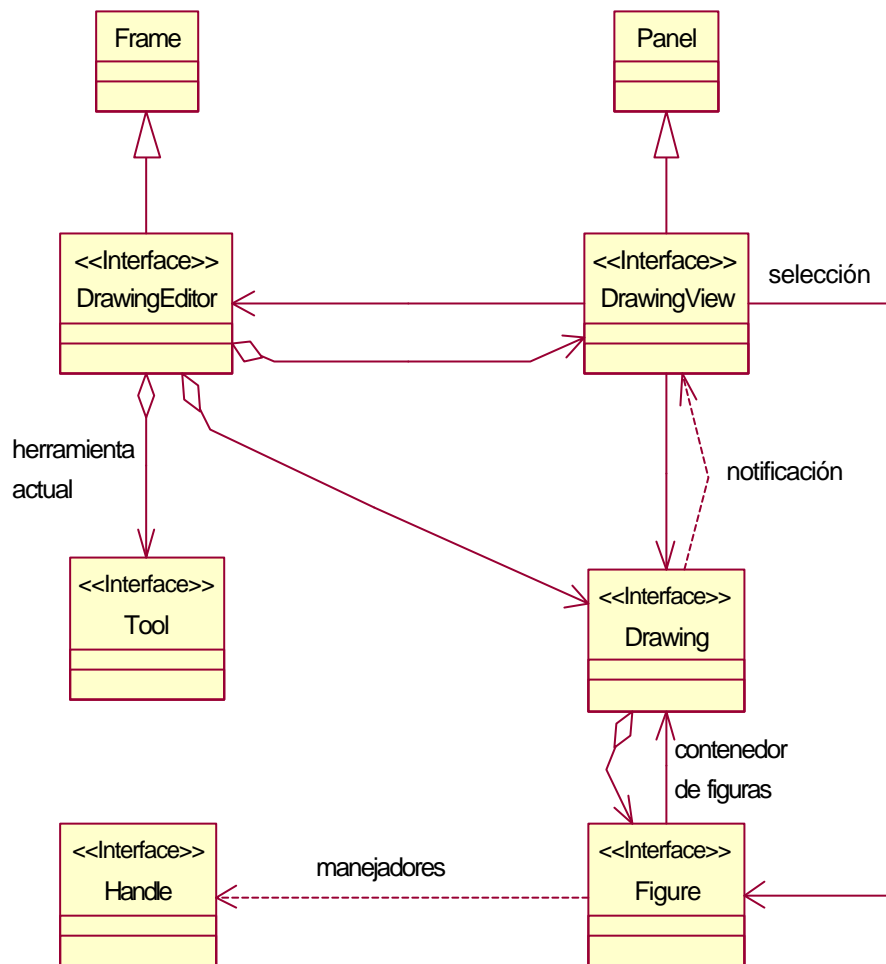 Frame
Panel
<<Interface>>
DrawingEditor
<<Interface>>
DrawingView
selección
herramienta
actual
notificación
<<Interface>>
Tool
<<Interface>>
Drawing
contenedor
de figuras
<<Interface>>
Handle
manejadores
<<Interface>>
Figure